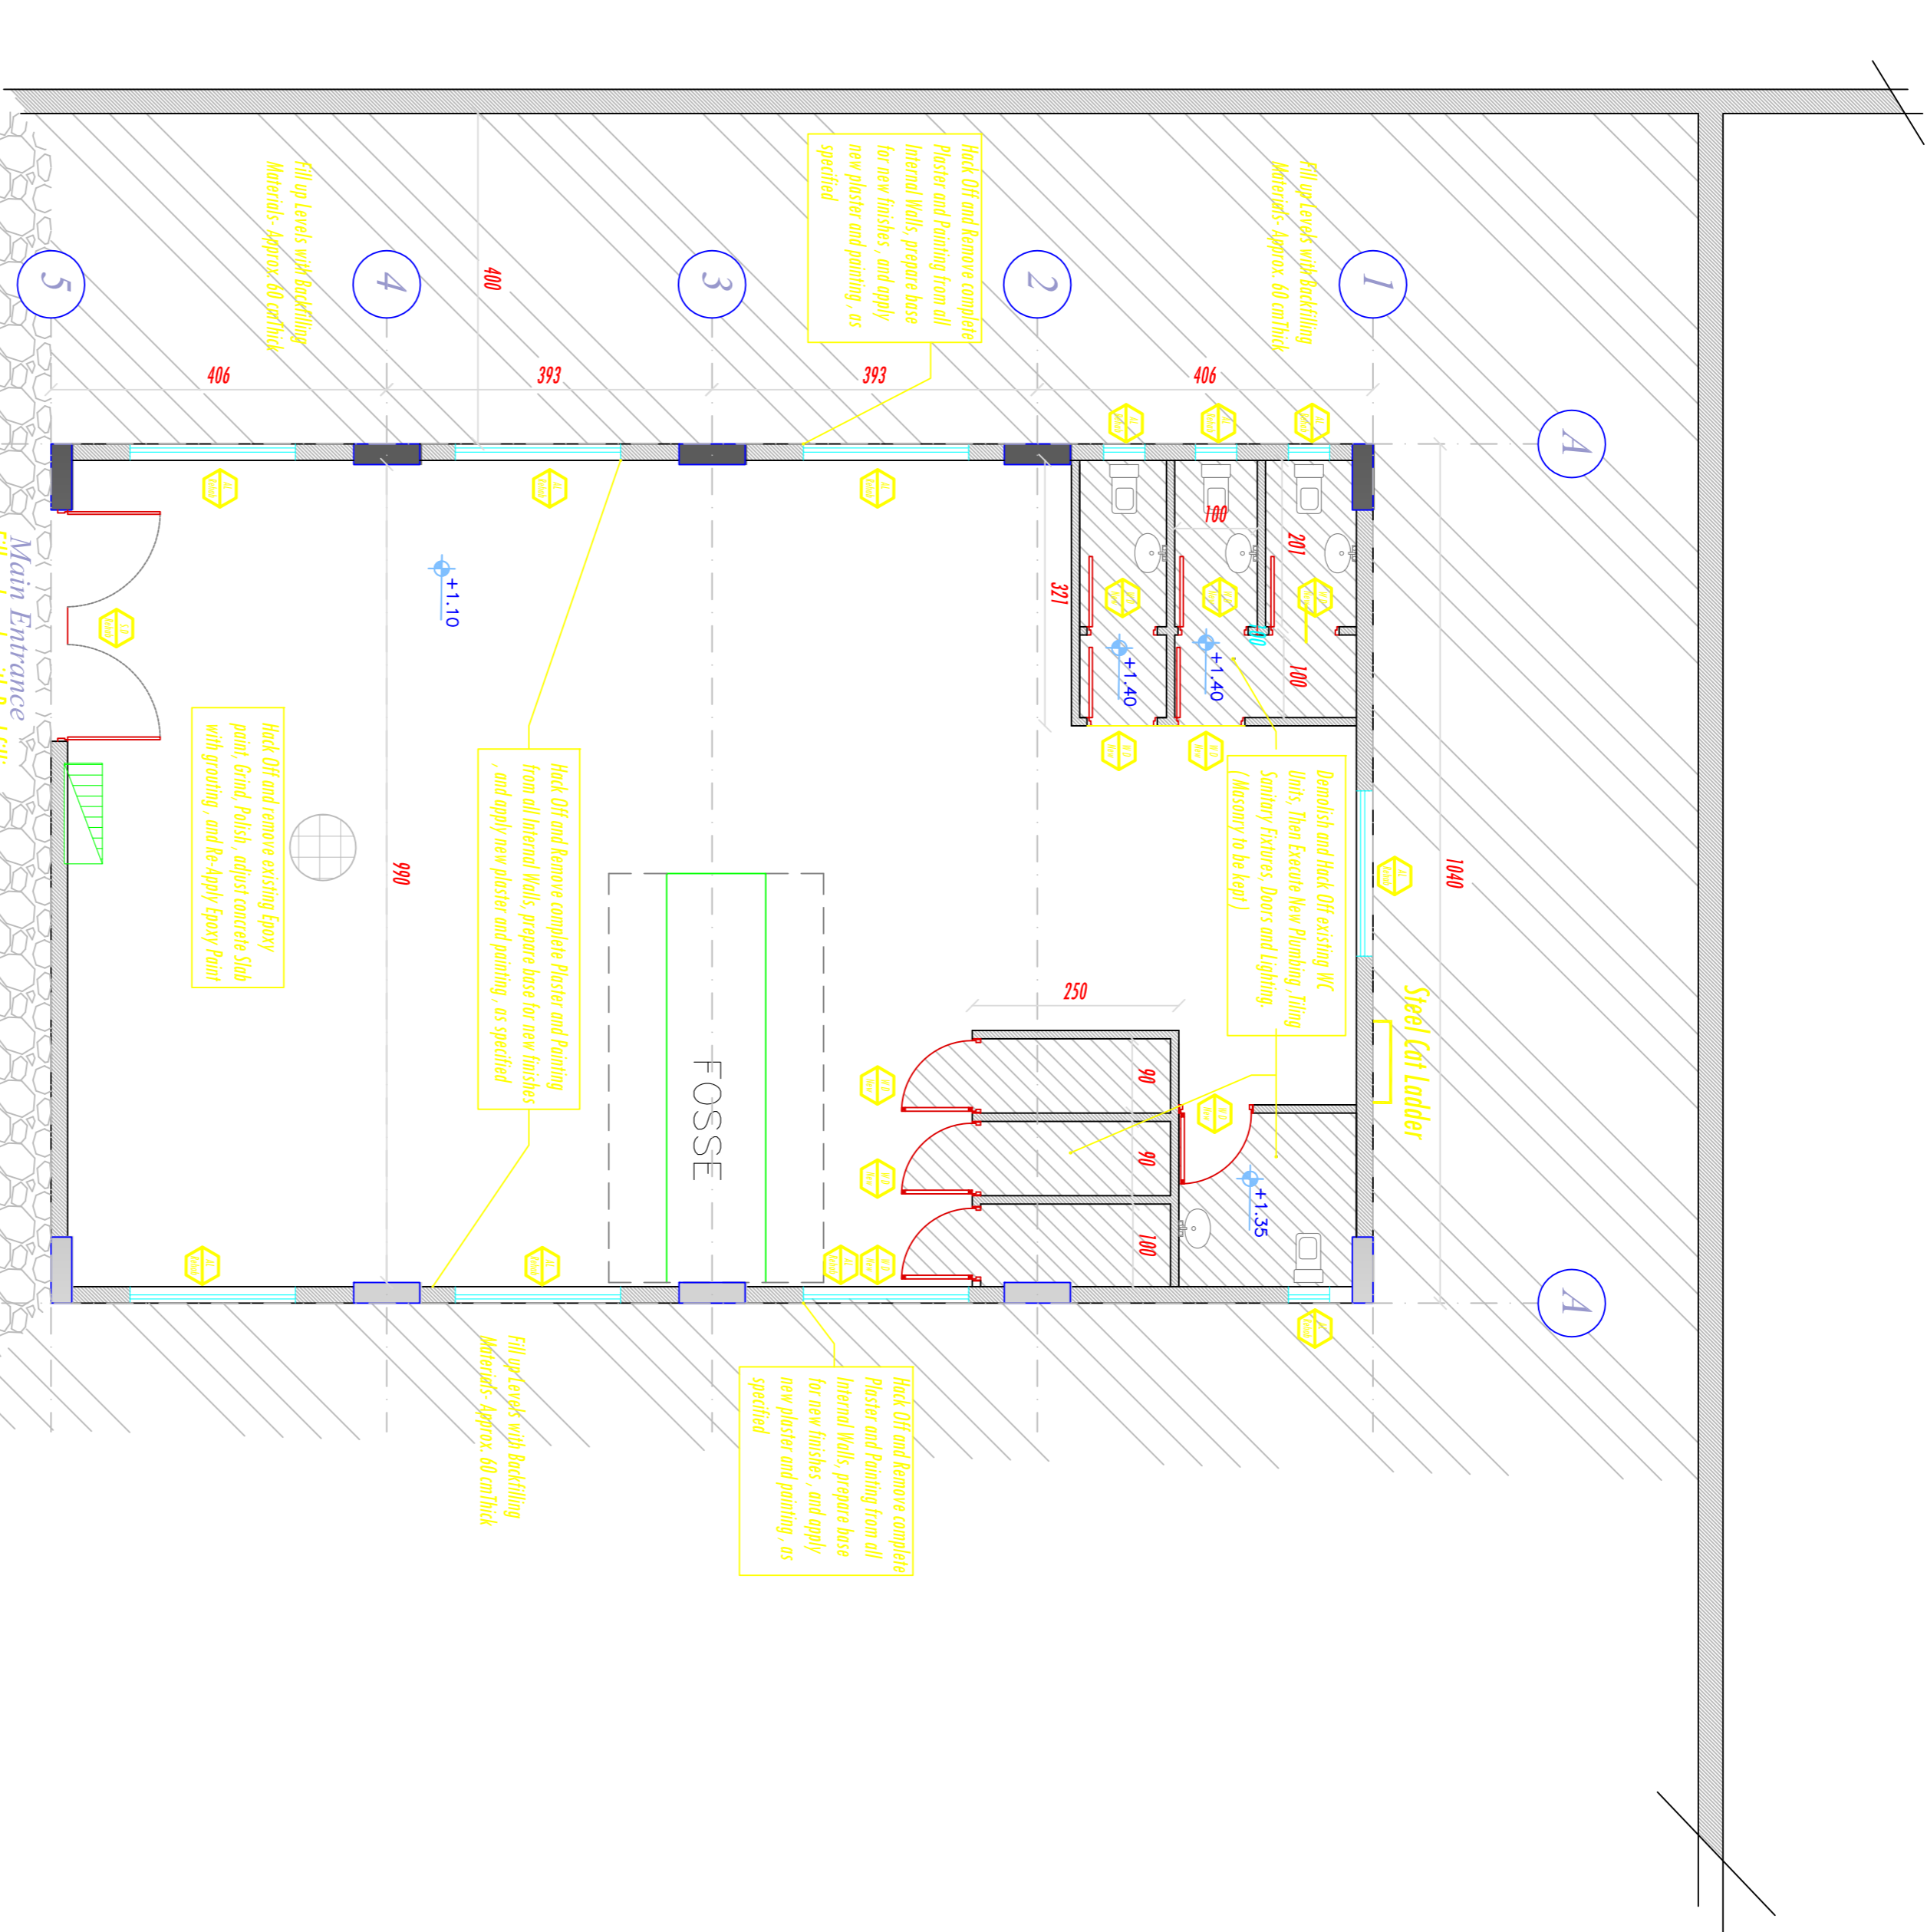 Steel Cat Ladder
A
A
1040
1
2
3
4
5
406
393
393
406
400
Fill up Levels with Backfilling
Materials- Approx. 60 cmThick
Hack Off and Remove complete
Plaster and Painting from all
Internal Walls, prepare base
for new finishes , and apply
new plaster and painting , as
specified
Fill up Levels with Backfilling
Materials- Approx. 60 cmThick
Demolish and Hack Off existing WC
Units, Then Execute New Plumbing ,Tiling
Sanitary Fixtures, Doors and Lighting.
( Masonry to be kept )
201
100
100
321
+1.40
+1.40
+1.35
250
90
90
100
FOSSE
Hack Off and Remove complete Plaster and Painting
from all Internal Walls, prepare base for new finishes
, and apply new plaster and painting , as specified
+1.10
990
Hack Off and remove existing Epoxy
paint, Grind, Polish , adjust concrete Slab
with grouting , and Re-Apply Epoxy Paint
Main Entrance
Hack Off and Remove complete
Plaster and Painting from all
Internal Walls, prepare base
for new finishes , and apply
new plaster and painting , as
specified
Fill up Levels with Backfilling
Materials- Approx. 60 cmThick